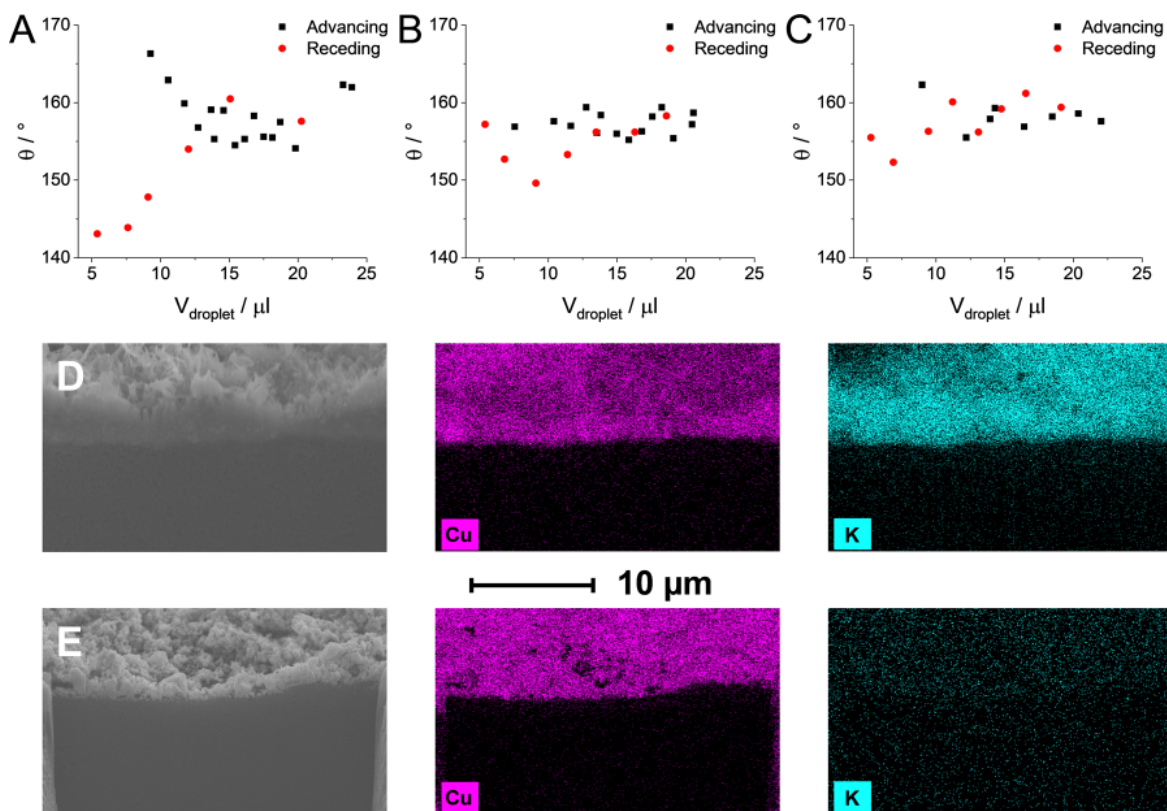 A
B
C
Advancing
Receding
Advancing
Receding
Advancing
Receding
170
160
150
140
θ / °
5 10 15 20 25
V_droplet / μl
170
160
150
140
θ / °
5 10 15 20 25
V_droplet / μl
170
160
150
140
θ / °
5 10 15 20 25
V_droplet / μl
D
Cu
K
10 μm
E
Cu
K